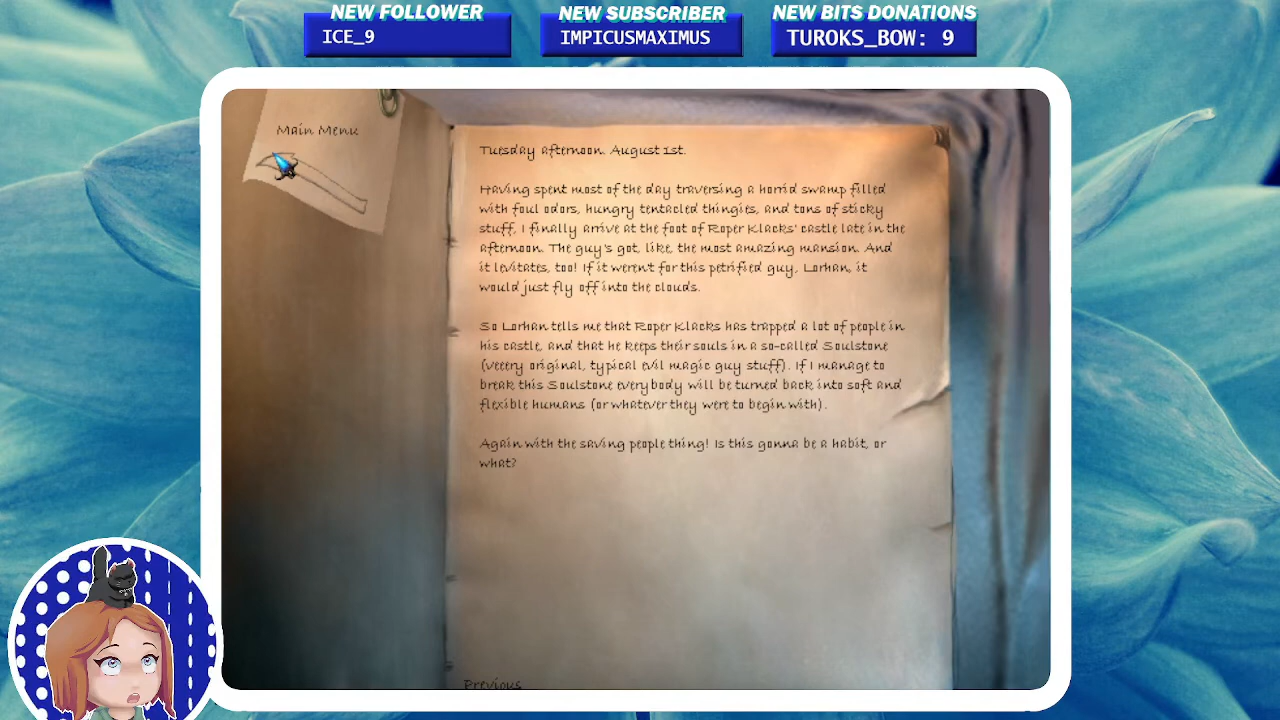 NEW FOLLOWER
ICE_9
NEW SUBSCRIBER
IMPICUSMAXIMUS
NEW BITS DONATIONS
TUROKS_BOW: 9
Main Menu
Tuesday afternoon, August 1st.
Having spent most of the day traversing a horrid swamp filled
with foul odors, hungry tentacled thingies, and tons of sticky
stuff, I finally arrive at the foot of Roper Klacks' castle late in the
afternoon. The guy's got, like, the most amazing mansion. And
it levitates, too! If it weren't for this petrified guy, Lorhan, it
would just fly off into the clouds.
So Lorhan tells me that Roper Klacks has trapped a lot of people in
his castle, and that he keeps their souls in a so-called Soulstone
(veeery original, typical evil magic guy stuff). If I manage to
break this Soulstone everybody will be turned back into soft and
flexible humans (or whatever they were to begin with).
Again with the saving people thing! Is this gonna be a habit, or
what?
Previous